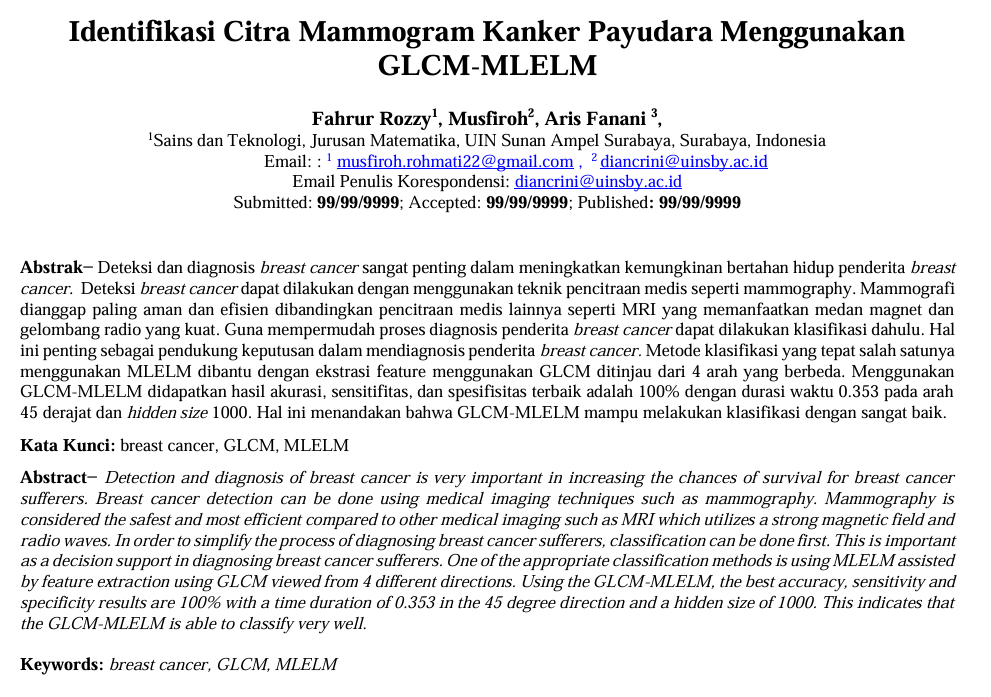 Identifikasi Citra Mammogram Kanker Payudara Menggunakan
GLCM-MLELM
Fahrur Rozzy1, Musfiroh2, Aris Fanani 3,
1Sains dan Teknologi, Jurusan Matematika, UIN Sunan Ampel Surabaya, Surabaya, Indonesia
Email: : 1 musfiroh.rohmati22@gmail.com , 2 diancrini@uinsby.ac.id
Email Penulis Korespondensi: diancrini@uinsby.ac.id
Submitted: 99/99/9999; Accepted: 99/99/9999; Published: 99/99/9999
Abstrak− Deteksi dan diagnosis breast cancer sangat penting dalam meningkatkan kemungkinan bertahan hidup penderita breast
cancer. Deteksi breast cancer dapat dilakukan dengan menggunakan teknik pencitraan medis seperti mammography. Mammografi
dianggap paling aman dan efisien dibandingkan pencitraan medis lainnya seperti MRI yang memanfaatkan medan magnet dan
gelombang radio yang kuat. Guna mempermudah proses diagnosis penderita breast cancer dapat dilakukan klasifikasi dahulu. Hal
ini penting sebagai pendukung keputusan dalam mendiagnosis penderita breast cancer. Metode klasifikasi yang tepat salah satunya
menggunakan MLELM dibantu dengan ekstrasi feature menggunakan GLCM ditinjau dari 4 arah yang berbeda. Menggunakan
GLCM-MLELM didapatkan hasil akurasi, sensitifitas, dan spesifisitas terbaik adalah 100% dengan durasi waktu 0.353 pada arah
45 derajat dan hidden size 1000. Hal ini menandakan bahwa GLCM-MLELM mampu melakukan klasifikasi dengan sangat baik.
Kata Kunci: breast cancer, GLCM, MLELM
Abstract− Detection and diagnosis of breast cancer is very important in increasing the chances of survival for breast cancer
sufferers. Breast cancer detection can be done using medical imaging techniques such as mammography. Mammography is
considered the safest and most efficient compared to other medical imaging such as MRI which utilizes a strong magnetic field and
radio waves. In order to simplify the process of diagnosing breast cancer sufferers, classification can be done first. This is important
as a decision support in diagnosing breast cancer sufferers. One of the appropriate classification methods is using MLELM assisted
by feature extraction using GLCM viewed from 4 different directions. Using the GLCM-MLELM, the best accuracy, sensitivity and
specificity results are 100% with a time duration of 0.353 in the 45 degree direction and a hidden size of 1000. This indicates that
the GLCM-MLELM is able to classify very well.
Keywords: breast cancer, GLCM, MLELM